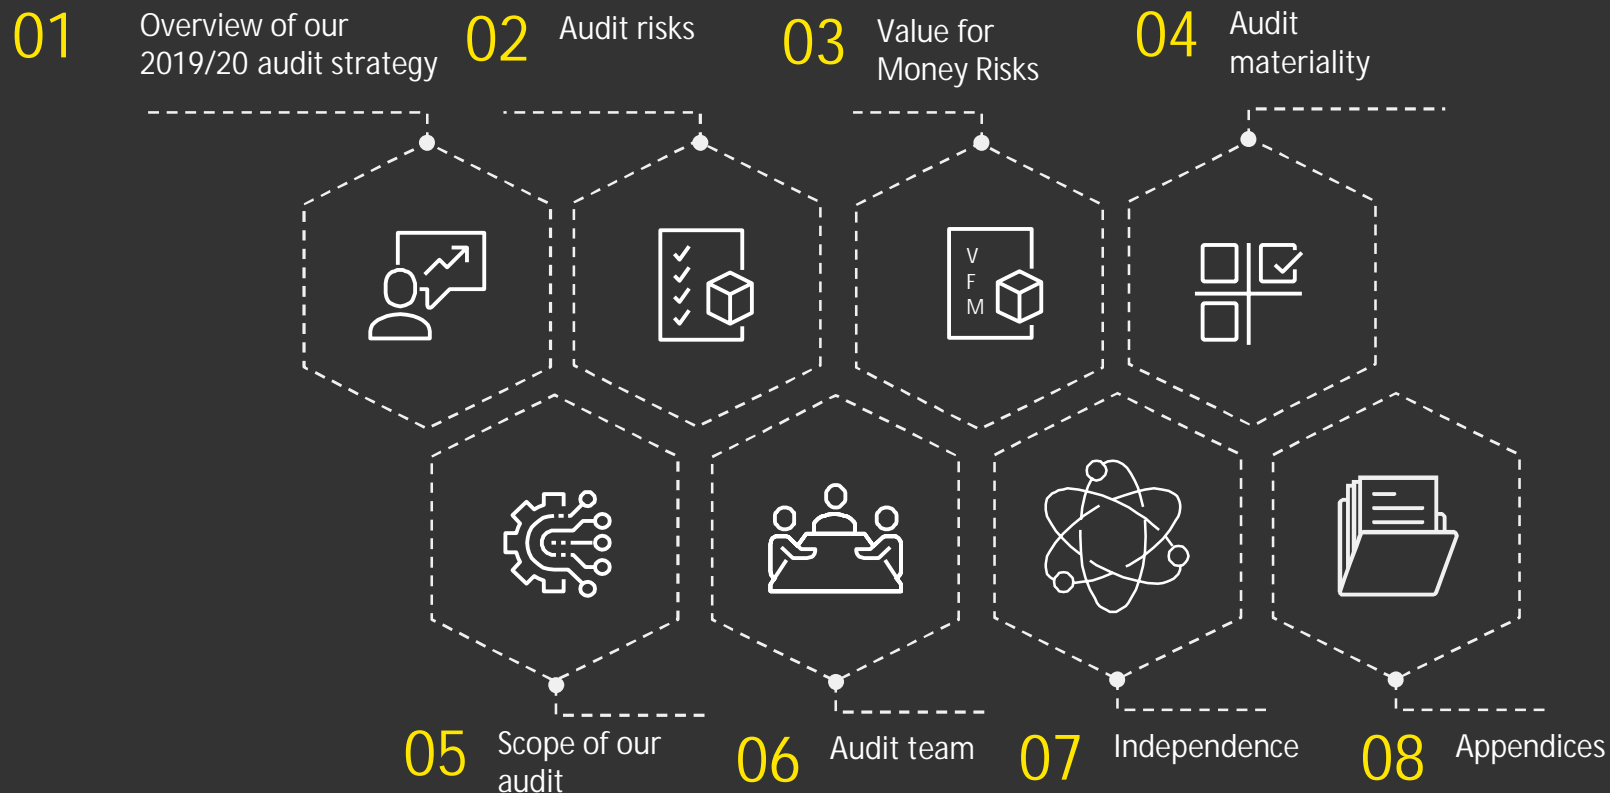 01
Overview of our
2019/20 audit strategy
02
Audit risks
03
Value for
Money Risks
04
Audit
materiality
V
F
M
05
Scope of our
audit
06
Audit team
07
Independence
08
Appendices